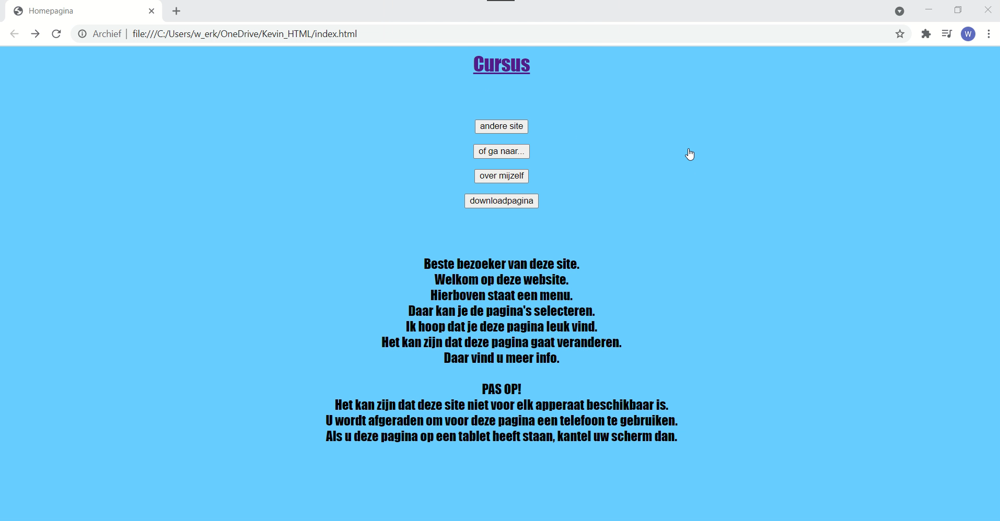 Homepagina
Archief
file:///C:/Users/w_erk/OneDrive/Kevin_HTML/index.html
W
Cursus
andere site
of ga naar...
over mijzelf
downloadpagina
Beste bezoeker van deze site.
Welkom op deze website.
Hierboven staat een menu.
Daar kan je de pagina's selecteren.
Ik hoop dat je deze pagina leuk vind.
Het kan zijn dat deze pagina gaat veranderen.
Daar vind u meer info.
PAS OP!
Het kan zijn dat deze site niet voor elk apperaat beschikbaar is.
U wordt afgeraden om voor deze pagina een telefoon te gebruiken.
Als u deze pagina op een tablet heeft staan, kantel uw scherm dan.